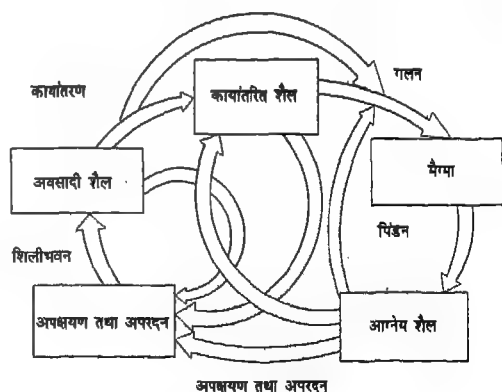 गलन
कायांतरण
कायांतरित शैल
मैग्मा
अवसादी शैल
पिंडन
शिलीभवन
अपक्षयण तथा अपरदन
आग्नेय शैल
अपक्षयण तथा अपरदन